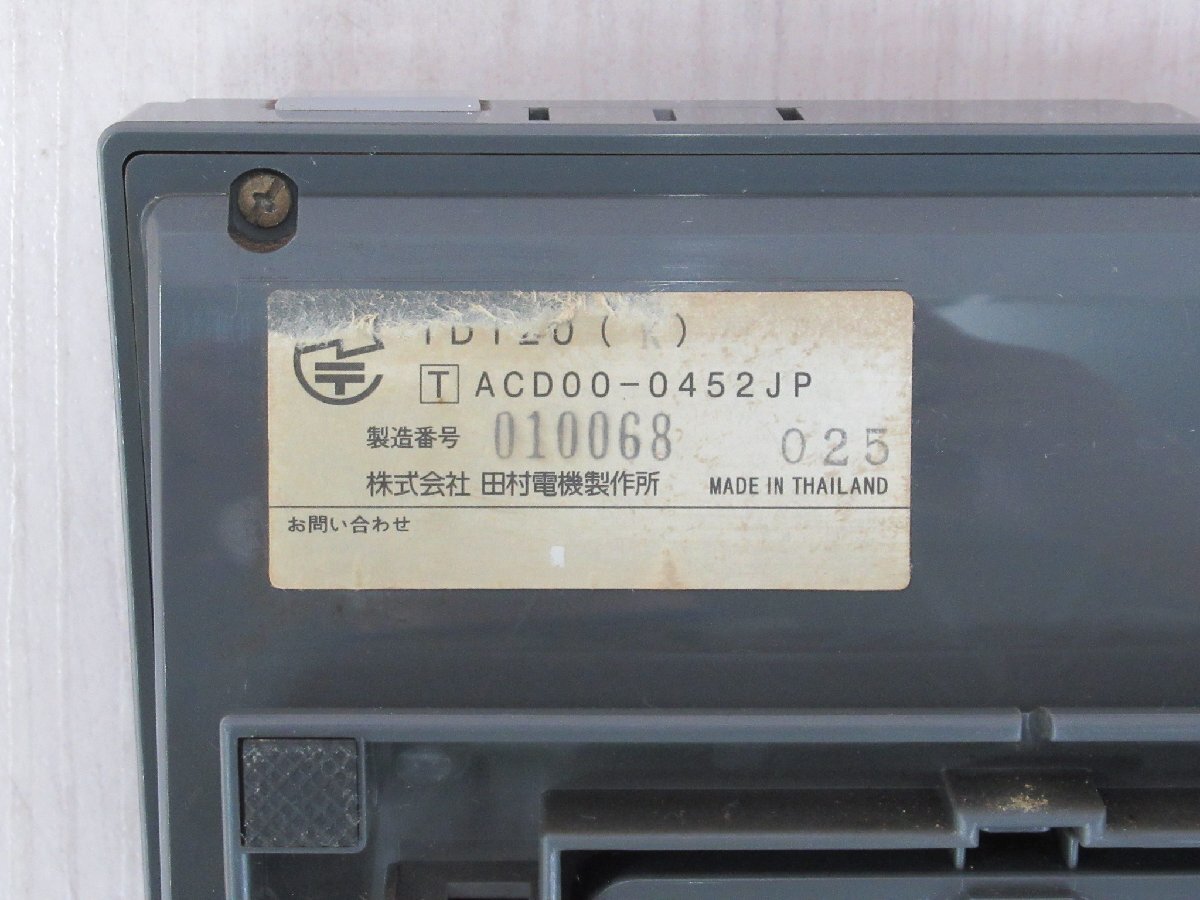 TD120(K)
T ACD00-0452JP
製造番号 010068 025
株式会社 田村電機製作所 MADE IN THAILAND
お問い合わせ